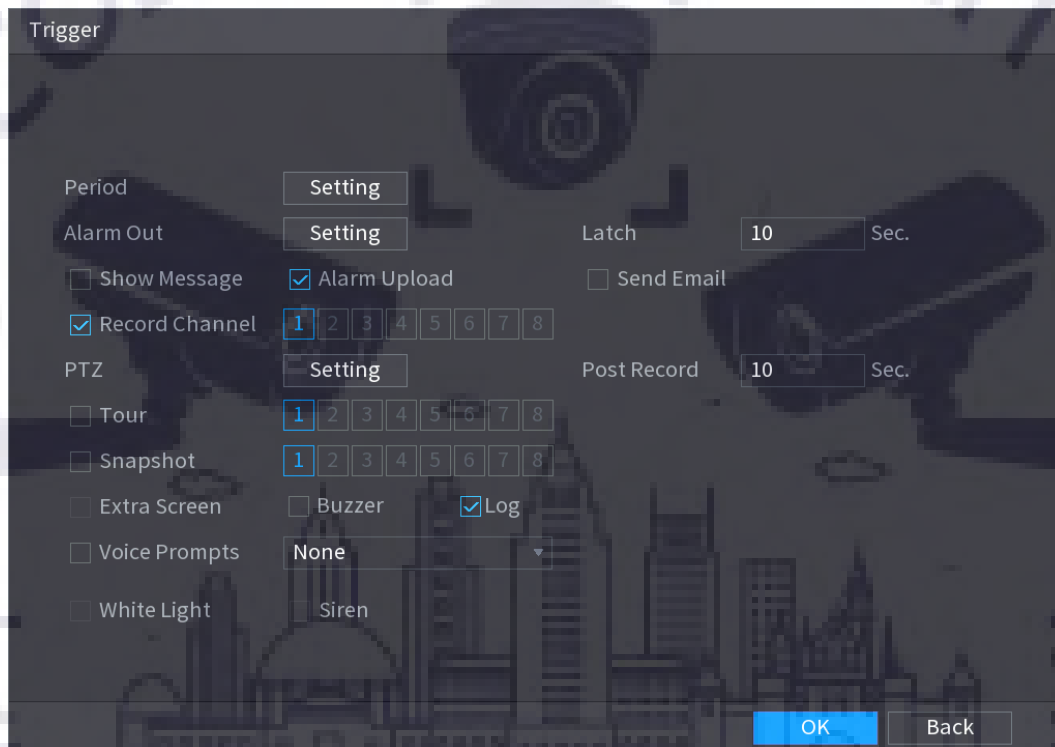 Trigger
Period Setting
Alarm Out Setting Latch 10 Sec.
Show Message Alarm Upload Send Email
Record Channel 1 2 3 4 5 6 7 8
PTZ Setting Post Record 10 Sec.
Tour 1 2 3 4 5 6 7 8
Snapshot 1 2 3 4 5 6 7 8
Extra Screen Buzzer Log
Voice Prompts None
White Light Siren
OK Back